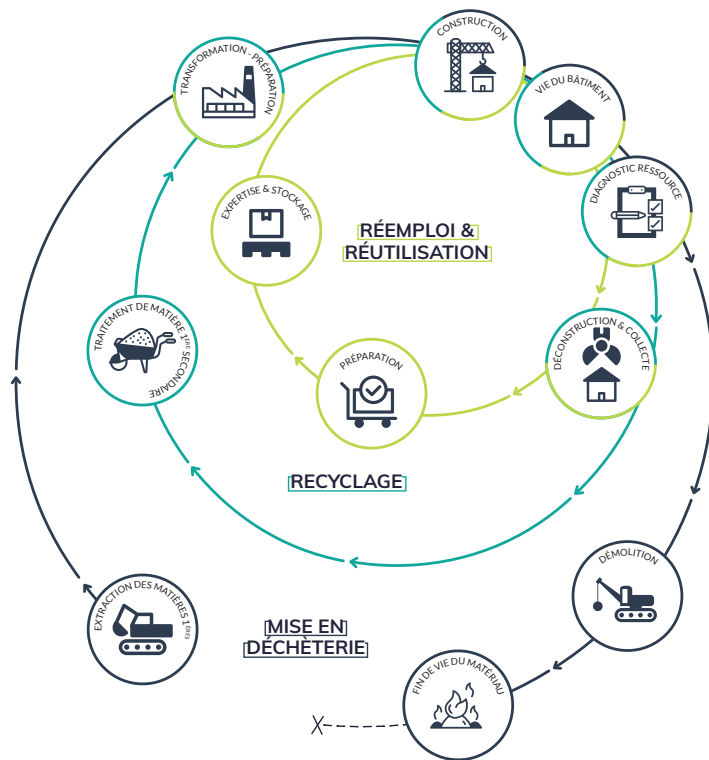 CONSTRUCTION
TRANSFORMATION - PRÉPARATION
VIE DU BÂTIMENT
DIAGNOSTIC RESSOURCE
EXPERTISE & STOCKAGE
RÉEMPLOI &
RÉUTILISATION
TRAITEMENT DE MATIÈRE 1ÈRE SECONDAIRE
DÉCONSTRUCTION & COLLECTE
PRÉPARATION
RECYCLAGE
DÉMOLITION
EXTRACTION DES MATIÈRES 1ÈRES
MISE EN
DÉCHÈTERIE
FIN DE VIE DU MATÉRIAU